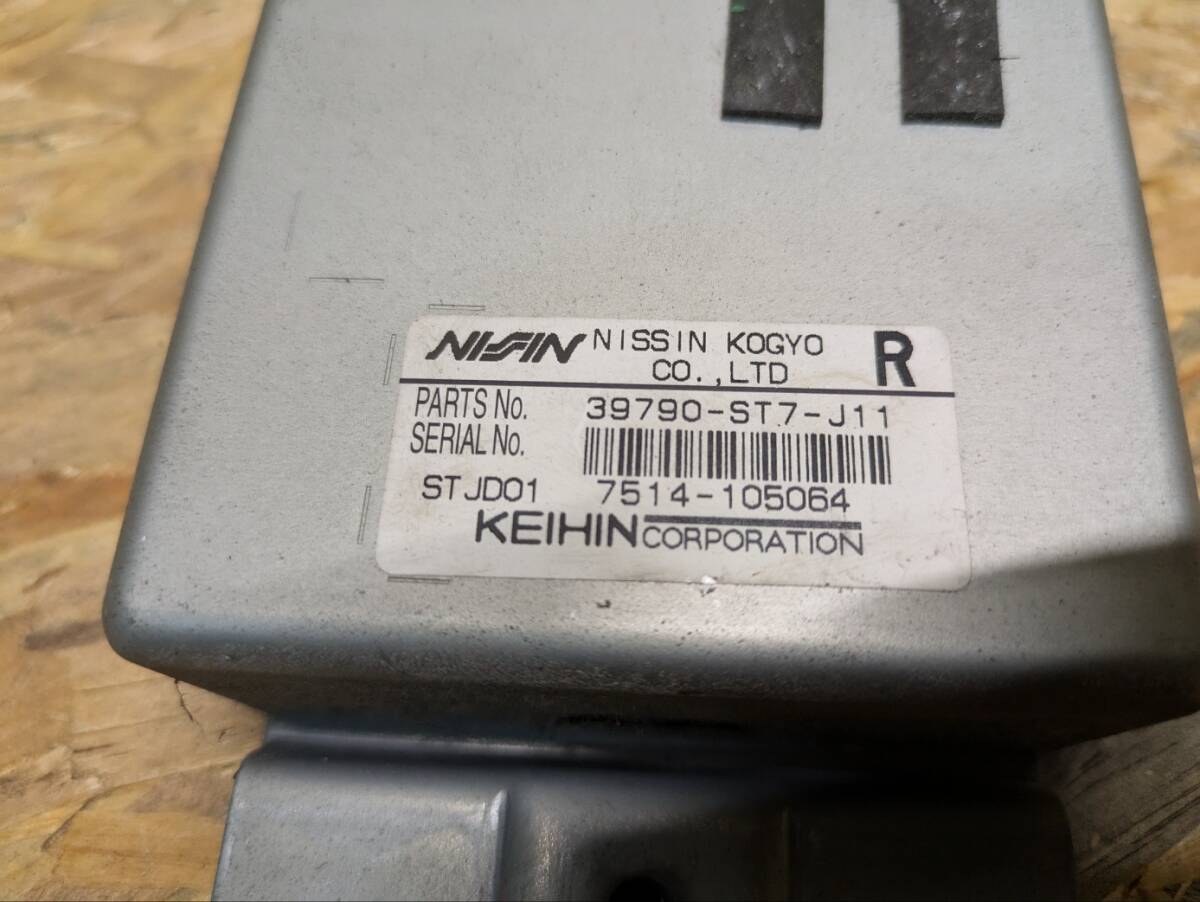 NISSIN NISSIN KOGYO CO.,LTD R
PARTS No. 39790-ST7-J11
SERIAL No.
STJD01 7514-105064
KEIHIN CORPORATION